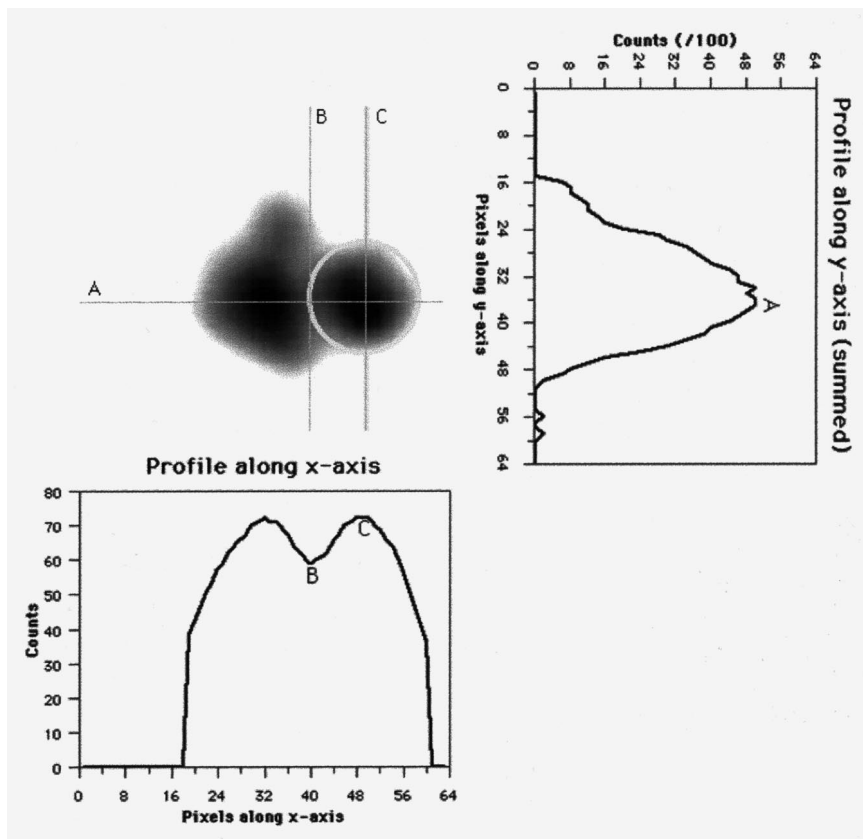 B
C
A
Counts (/100)
0 8 16 24 32 40 48 56 64
Profile along y-axis (summed)
Pixels along y-axis
0 8 16 24 32 40 48 56 64
A
Profile along x-axis
80
70
60
50
40
30
20
10
0
Counts
B
C
0 8 16 24 32 40 48 56 64
Pixels along x-axis